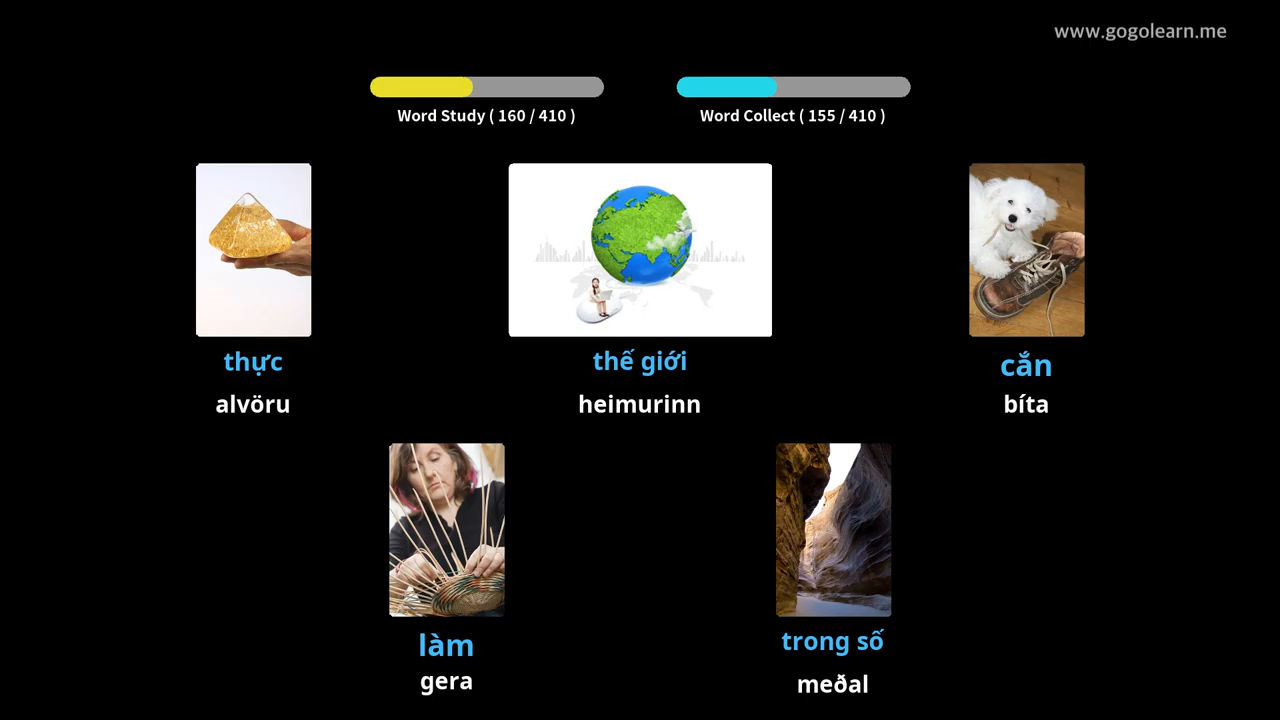 www.gogolearn.me
Word Study ( 160 / 410 )
Word Collect ( 155 / 410 )
thực
alvöru
thế giới
heimurinn
cắn
bíta
làm
gera
trong số
meðal